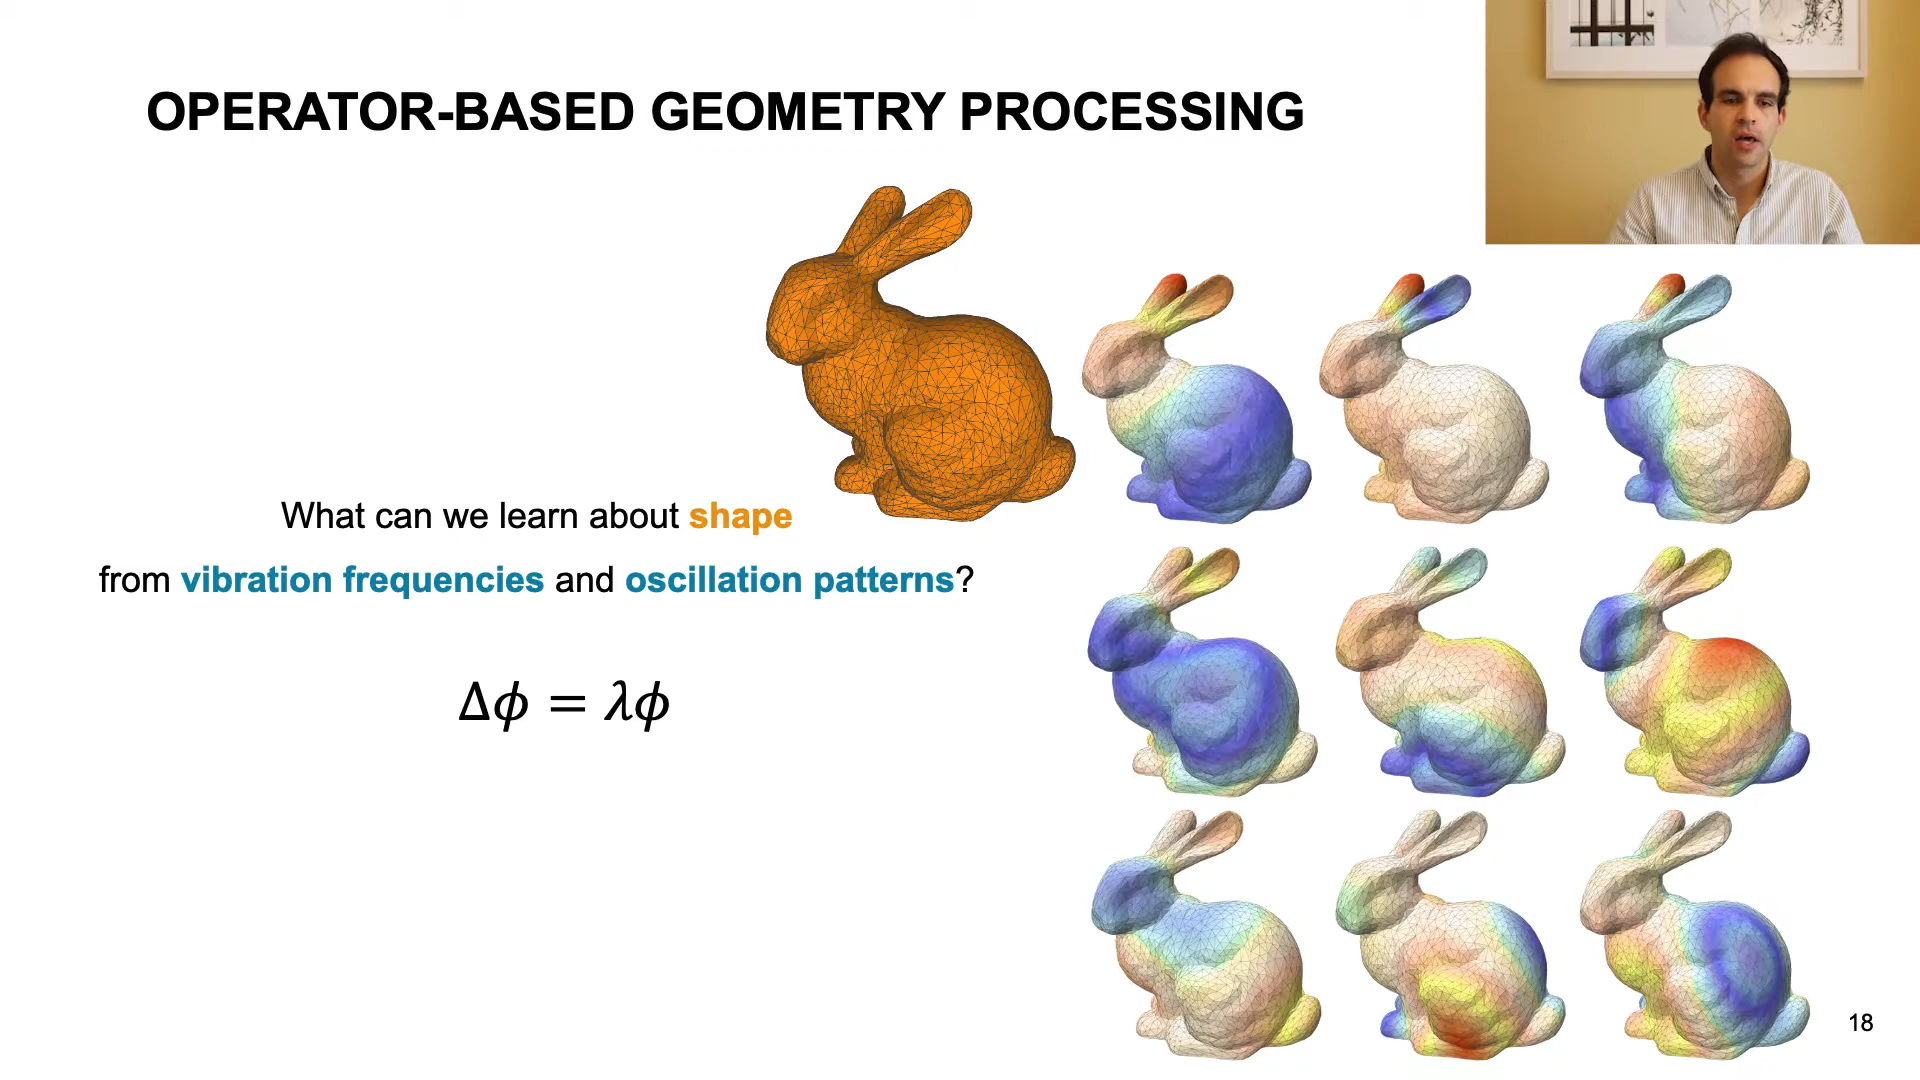 OPERATOR-BASED GEOMETRY PROCESSING
What can we learn about shape
from vibration frequencies and oscillation patterns?
Δϕ = λϕ
18